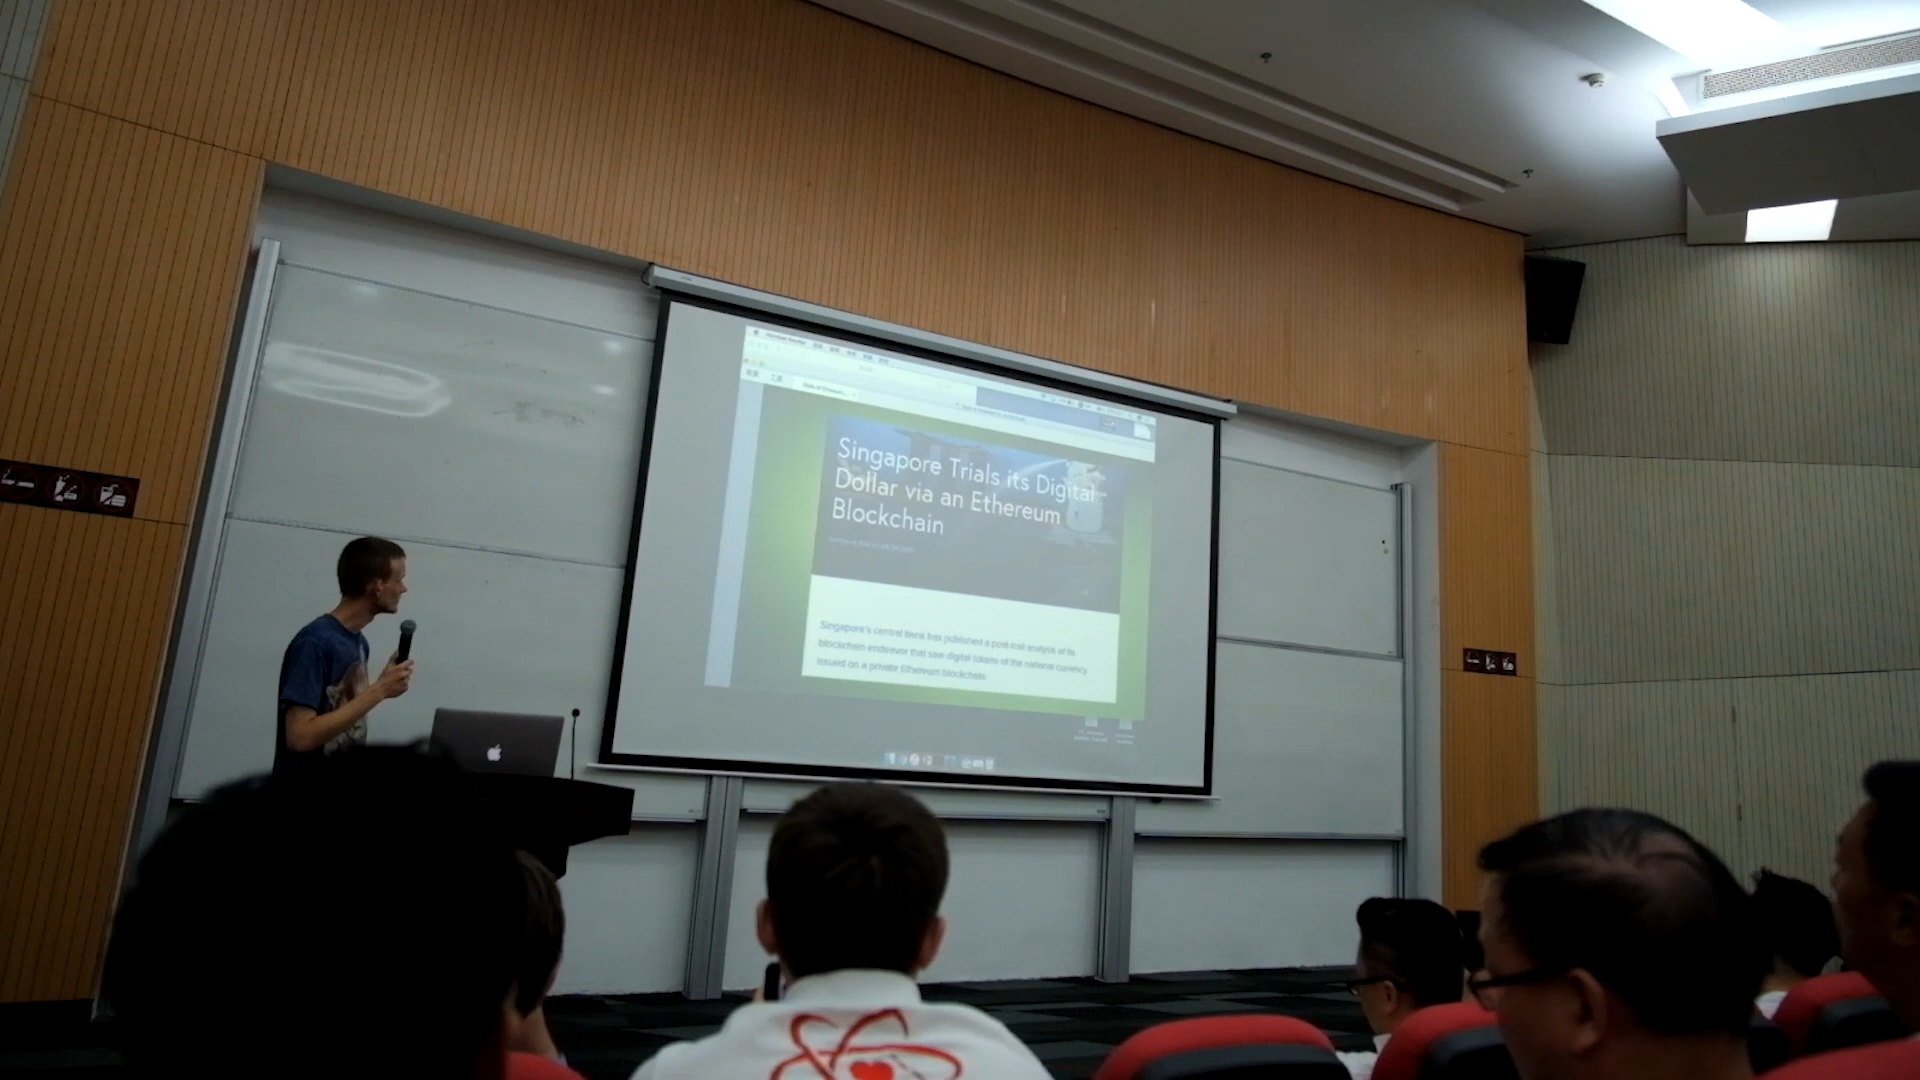 Singapore Trials its Digital
Dollar via an Ethereum
Blockchain
Singapore's central bank has published a post-trail analysis of its
blockchain endeavor that saw digital tokens of the national currency
issued on a private Ethereum blockchain.